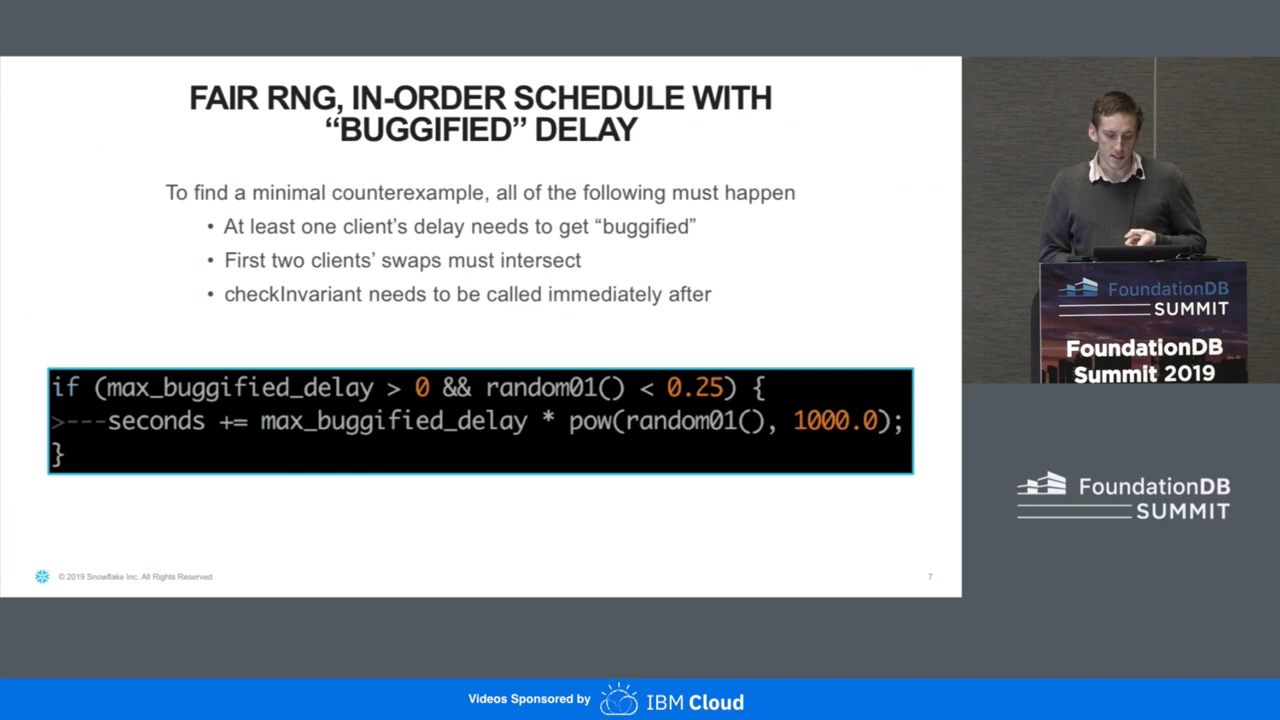 FAIR RNG, IN-ORDER SCHEDULE WITH
“BUGGIFIED” DELAY
To find a minimal counterexample, all of the following must happen
• At least one client’s delay needs to get “buggified”
• First two clients’ swaps must intersect
• checkInvariant needs to be called immediately after
if (max_buggified_delay > 0 && random01() < 0.25) {
>---seconds += max_buggified_delay * pow(random01(), 1000.0);
}
© 2019 Snowflake Inc. All Rights Reserved
7
FoundationDB
SUMMIT
FoundationDB
Summit 2019
FoundationDB
SUMMIT
Videos Sponsored by
IBM Cloud